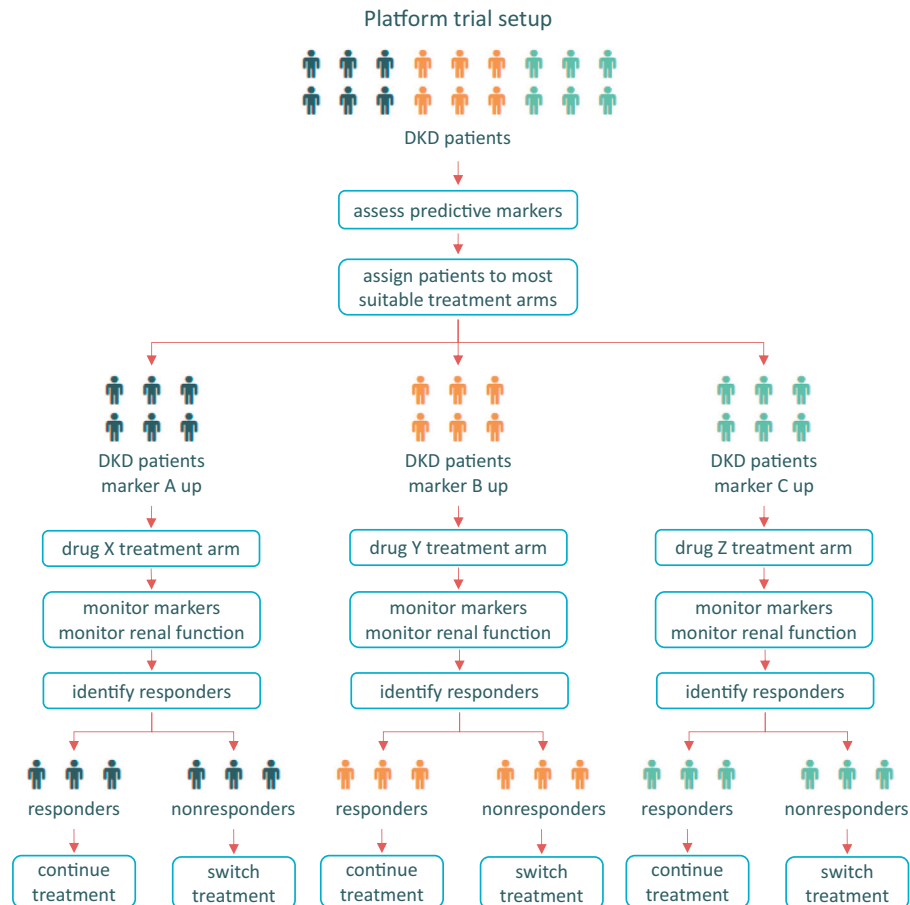 Platform trial setup
DKD patients
assess predictive markers
assign patients to most
suitable treatment arms
DKD patients
marker A up
DKD patients
marker B up
DKD patients
marker C up
drug X treatment arm
drug Y treatment arm
drug Z treatment arm
monitor markers
monitor renal function
monitor markers
monitor renal function
monitor markers
monitor renal function
identify responders
identify responders
identify responders
responders
nonresponders
responders
nonresponders
responders
nonresponders
continue
treatment
switch
treatment
continue
treatment
switch
treatment
continue
treatment
switch
treatment